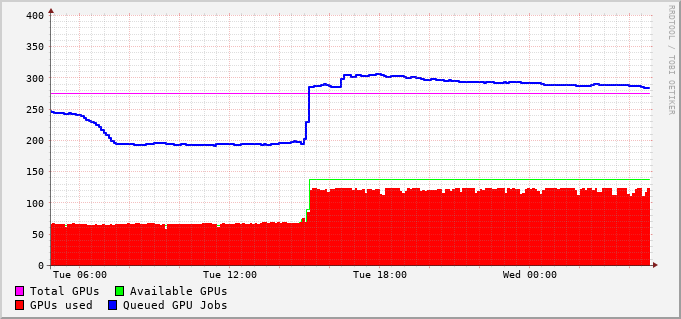 RRDTOOL / TOBI OETIKER
400
350
300
250
200
150
100
50
0
Tue 06:00 Tue 12:00 Tue 18:00 Wed 00:00
Total GPUs Available GPUs
GPUs used Queued GPU Jobs